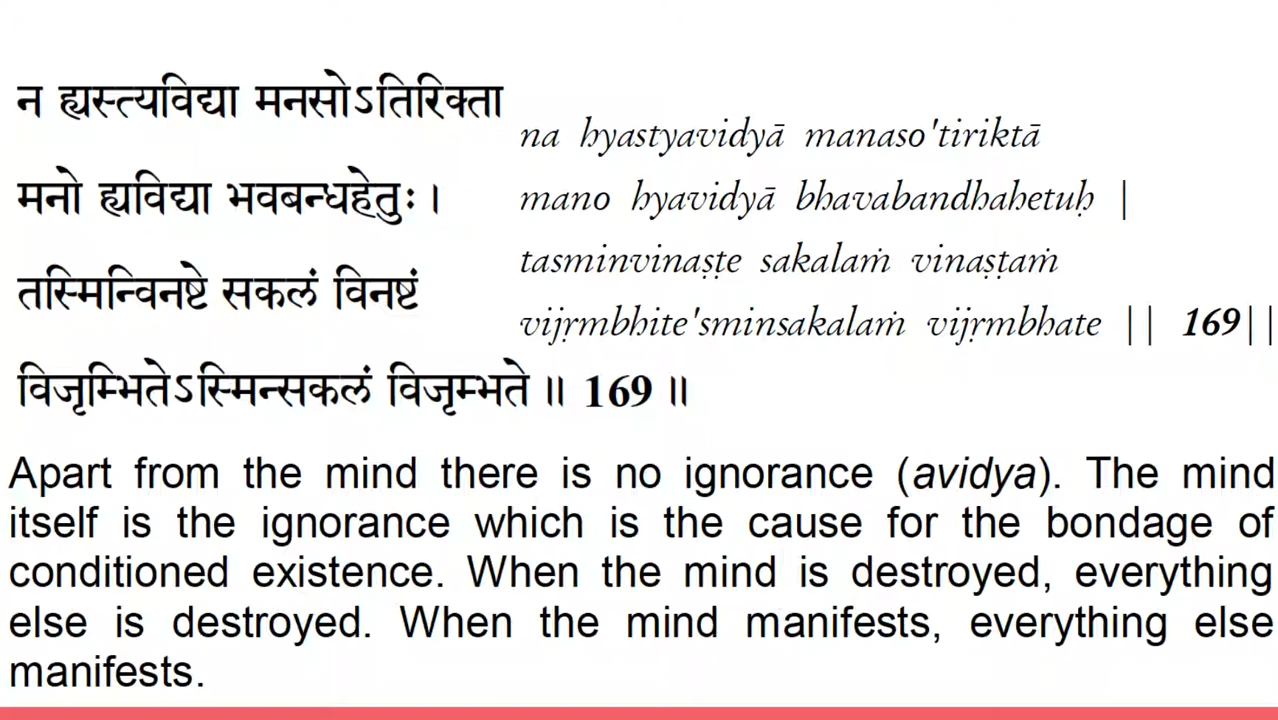 न ह्यस्त्यविद्या मनसोऽतिरिक्ता
मनो ह्यविद्या भवबन्धहेतुः।
तस्मिन्विनष्टे सकलं विनष्टं
विजृम्भितेऽस्मिन्सकलं विजृम्भते॥ 169॥
na hyastyavidyā manaso'tiriktā
mano hyavidyā bhavabandhahetuḥ |
tasminvinaṣṭe sakalaṁ vinaṣṭaṁ
vijṛmbhite'sminsakalaṁ vijṛmbhate || 169||
Apart from the mind there is no ignorance (avidya). The mind
itself is the ignorance which is the cause for the bondage of
conditioned existence. When the mind is destroyed, everything
else is destroyed. When the mind manifests, everything else
manifests.